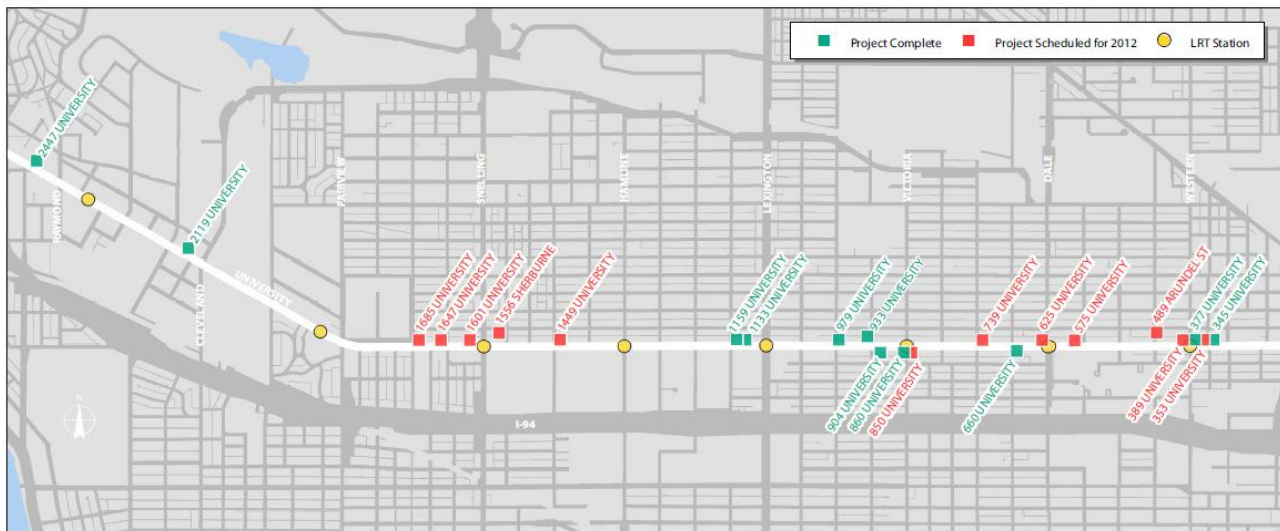 Project Complete
Project Scheduled for 2012
LRT Station
2447 UNIVERSITY
RAYMOND
2119 UNIVERSITY
CLEVELAND
UNIVERSITY
FAIRVIEW
SNELLING
HAMLINE
LEXINGTON
VICTORIA
DALE
WESTERN
1685 UNIVERSITY
1647 UNIVERSITY
1601 UNIVERSITY
1556 SHERBURNE
1449 UNIVERSITY
1159 UNIVERSITY
1133 UNIVERSITY
979 UNIVERSITY
933 UNIVERSITY
904 UNIVERSITY
860 UNIVERSITY
850 UNIVERSITY
739 UNIVERSITY
660 UNIVERSITY
625 UNIVERSITY
575 UNIVERSITY
489 ARUNDEL ST
389 UNIVERSITY
353 UNIVERSITY
377 UNIVERSITY
345 UNIVERSITY
I-94
N